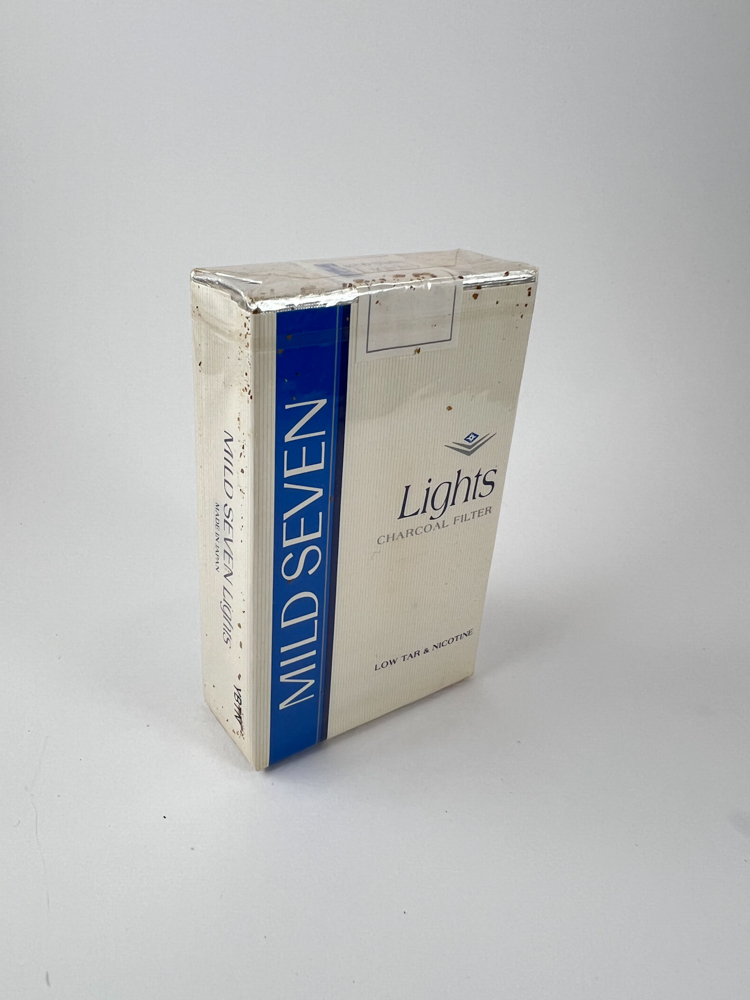 MILD SEVEN
Lights
CHARCOAL FILTER
LOW TAR & NICOTINE
MILD SEVEN Lights
MADE IN JAPAN